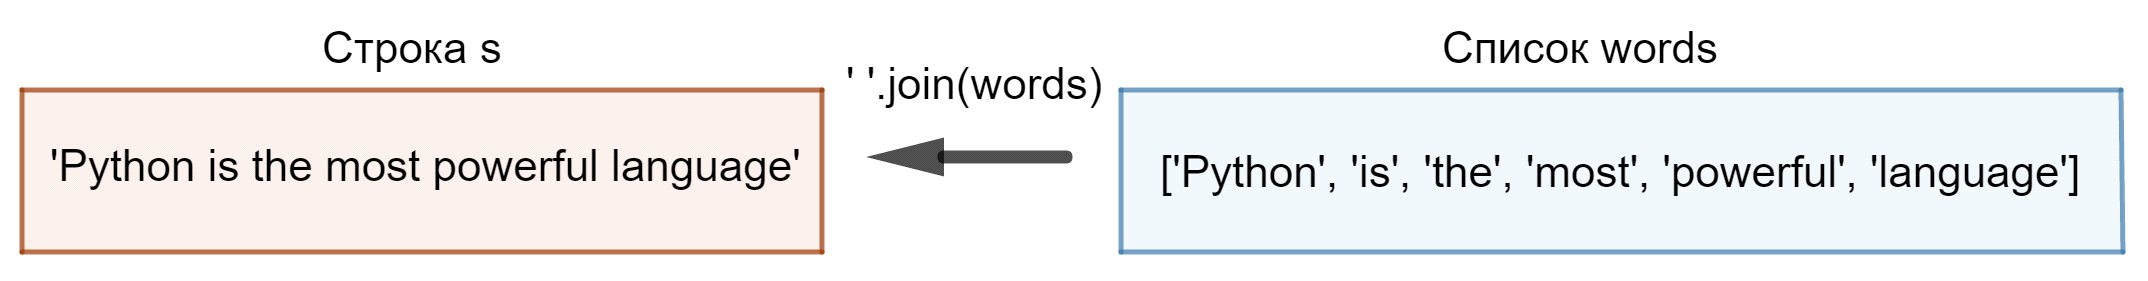 Строка s
'Python is the most powerful language'
' '.join(words)
Список words
['Python', 'is', 'the', 'most', 'powerful', 'language']